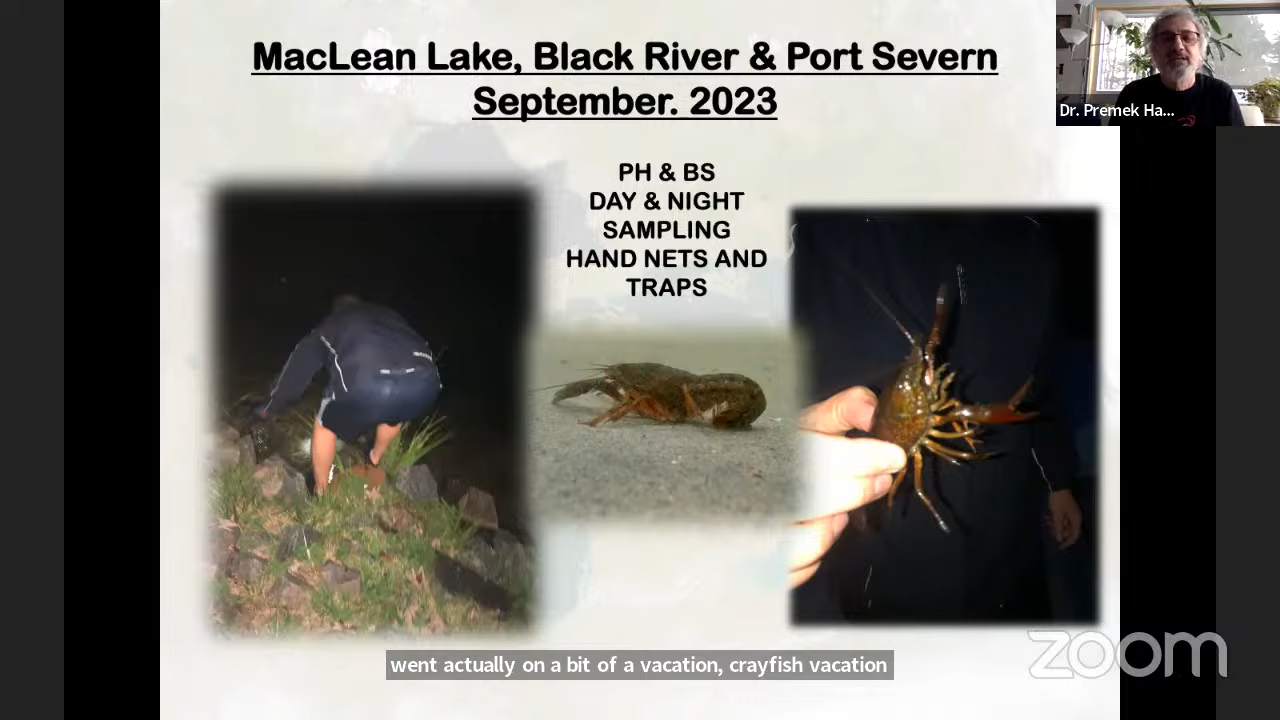 MacLean Lake, Black River & Port Severn
September. 2023
Dr. Premek Ha...
PH & BS
DAY & NIGHT
SAMPLING
HAND NETS AND
TRAPS
went actually on a bit of a vacation, crayfish vacation
zoom